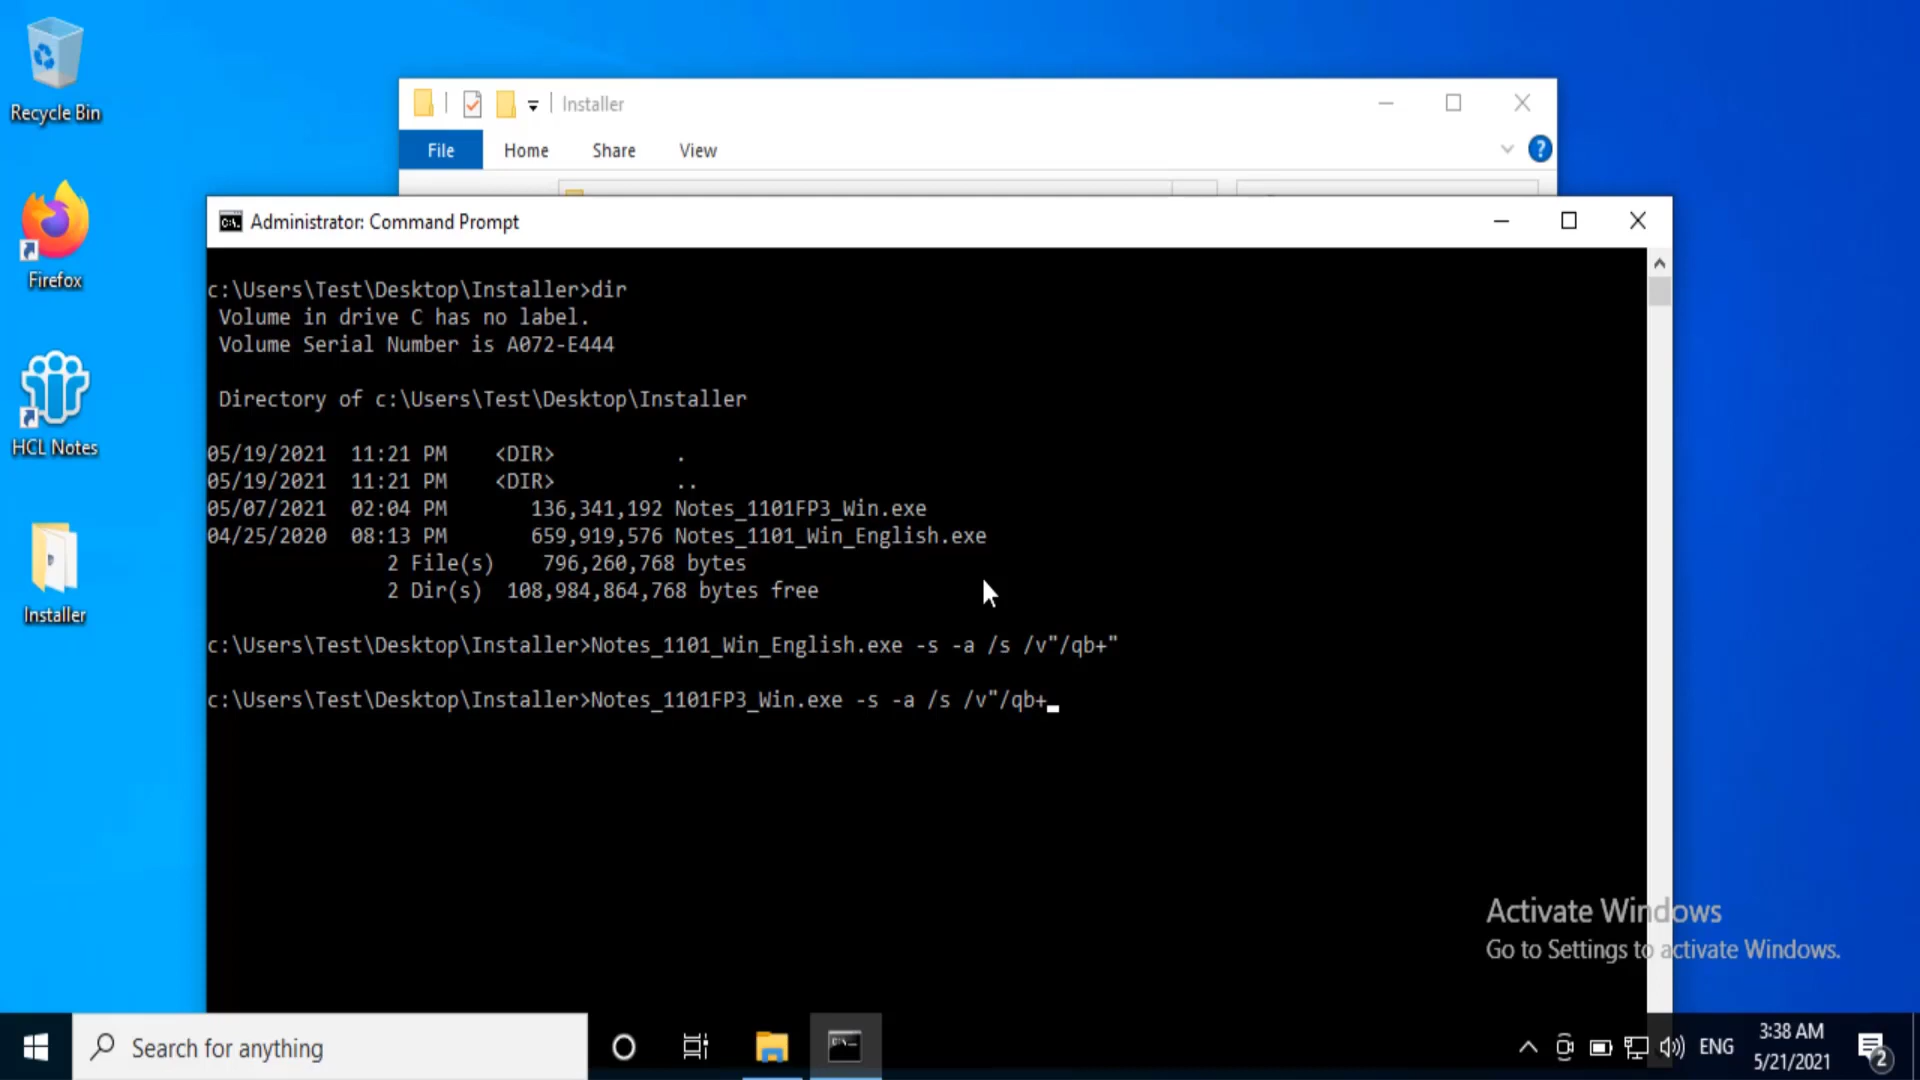 Recycle Bin
Firefox
HCL Notes
Installer
Installer
File Home Share View
Administrator: Command Prompt
c:\Users\Test\Desktop\Installer>dir
Volume in drive C has no label.
Volume Serial Number is A072-E444
Directory of c:\Users\Test\Desktop\Installer
05/19/2021 11:21 PM <DIR> .
05/19/2021 11:21 PM <DIR> ..
05/07/2021 02:04 PM 136,341,192 Notes_1101FP3_Win.exe
04/25/2020 08:13 PM 659,919,576 Notes_1101_Win_English.exe
2 File(s) 796,260,768 bytes
2 Dir(s) 108,984,864,768 bytes free
c:\Users\Test\Desktop\Installer>Notes_1101_Win_English.exe -s -a /s /v"/qb+"
c:\Users\Test\Desktop\Installer>Notes_1101FP3_Win.exe -s -a /s /v"/qb+
Activate Windows
Go to Settings to activate Windows.
Search for anything
ENG
3:38 AM
5/21/2021
2